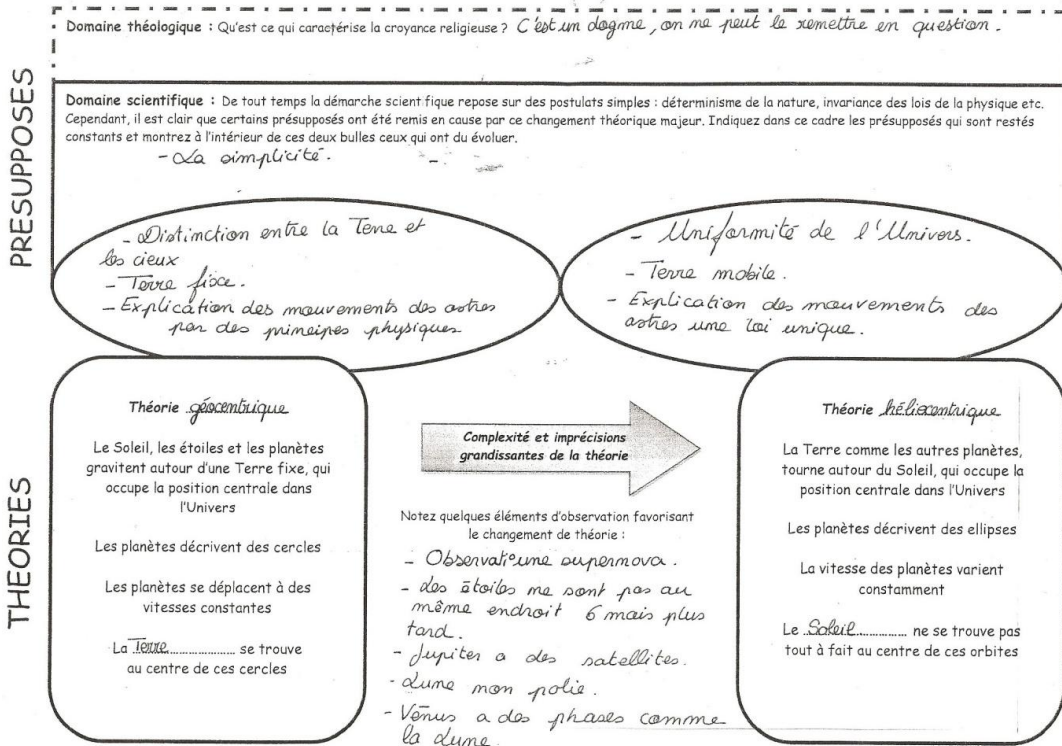 Domaine théologique : Qu'est ce qui caractérise la croyance religieuse ? C'est un dogme, on ne peut le remettre en question.
PRESUPPOSES
Domaine scientifique : De tout temps la démarche scient fique repose sur des postulats simples : déterminisme de la nature, invariance des lois de la physique etc.
Cependant, il est clair que certains présupposés ont été remis en cause par ce changement théorique majeur. Indiquez dans ce cadre les présupposés qui sont restés
constants et montrez à l'intérieur de ces deux bulles ceux qui ont du évoluer.
- La simplicité.
- Distinction entre la Terre et
les cieux
- Terre fixe.
- Explication des mouvements des astres
par des principes physiques
- Uniformité de l'Univers.
- Terre mobile.
- Explication des mouvements des
astres une loi unique.
THEORIES
Théorie géocentrique
Le Soleil, les étoiles et les planètes
gravitent autour d'une Terre fixe, qui
occupe la position centrale dans
l'Univers
Les planètes décrivent des cercles
Les planètes se déplacent à des
vitesses constantes
La Terre se trouve
au centre de ces cercles
Complexité et imprécisions
grandissantes de la théorie
Notez quelques éléments d'observation favorisant
le changement de théorie :
- Observat° une supernova.
- Les étoiles ne sont pas au
même endroit 6 mois plus
tard.
- Jupiter a des satellites.
- Lune non polie.
- Vénus a des phases comme
la Lune.
Théorie héliocentrique
La Terre comme les autres planètes,
tourne autour du Soleil, qui occupe la
position centrale dans l'Univers
Les planètes décrivent des ellipses
La vitesse des planètes varient
constamment
Le Soleil ne se trouve pas
tout à fait au centre de ces orbites